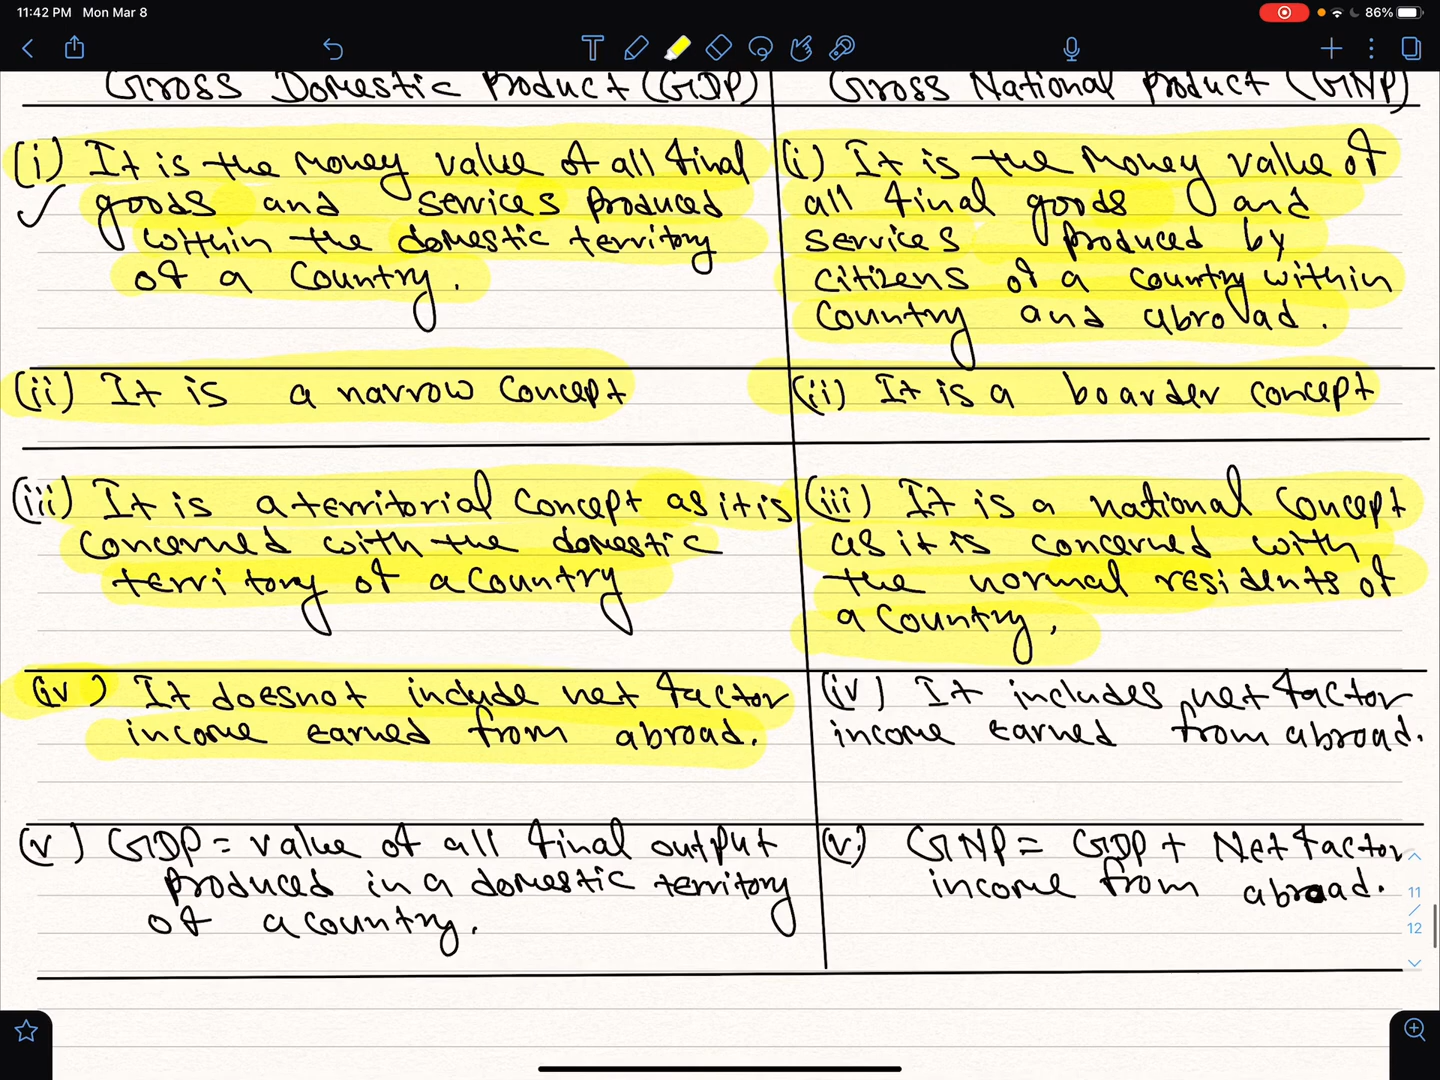 11:42 PM Mon Mar 8
86%
Gross Domestic Product (GDP)
Gross National Product (GNP)
(i) It is the Money value of all final
goods and services produced
within the domestic territory
of a Country.
(i) It is the Money value of
all final goods and
services produced by
citizens of a country within
Country and abroad.
(ii) It is a narrow Concept
(ii) It is a boarder concept
(iii) It is a territorial Concept as it is
Concerned with the domestic
territory of a Country
(iii) It is a national Concept
as it is concerned with
the normal residents of
a Country.
(iv) It doesnot include net factor
income earned from abroad.
(iv) It includes net factor
income earned from abroad.
(v) GDP = value of all final output
produced in a domestic territory
of a country.
(v) GNP = GDP + Net factor
income from abroad.
11
/
12